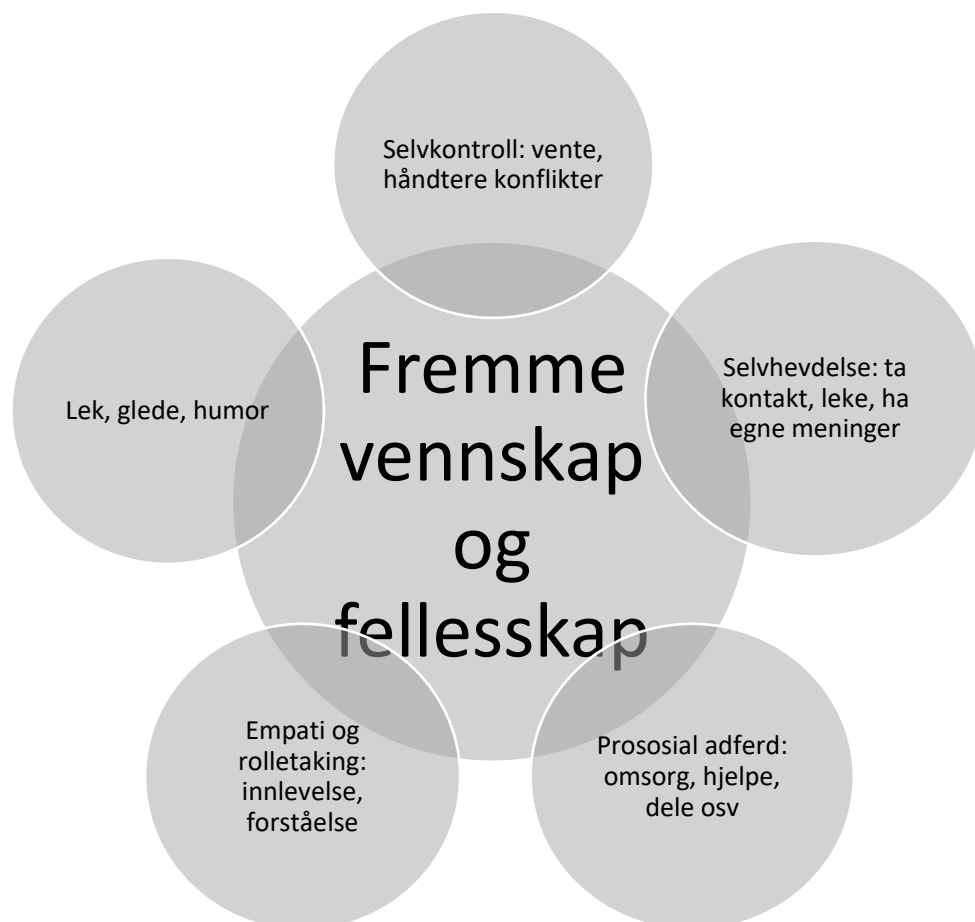 Selvkontroll: vente,
håndtere konflikter
Selvhevdelse: ta
kontakt, leke, ha
egne meninger
Prososial adferd:
omsorg, hjelpe,
dele osv
Empati og
rolletaking:
innlevelse,
forståelse
Lek, glede, humor
Fremme
vennskap
og
fellesskap